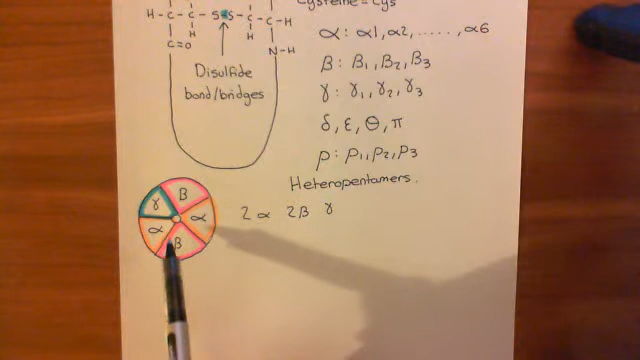 Cysteine = Cys
H-C-C-SS-C-C-H
H
H
C=O
N-H
Disulfide
bond/bridges
α: α1, α2, ....., α6
β: β1, β2, β3
γ: γ1, γ2, γ3
δ, ε, θ, π
ρ: ρ1, ρ2, ρ3
Heteropentamers.
γ β
α α
β
2α 2β γ